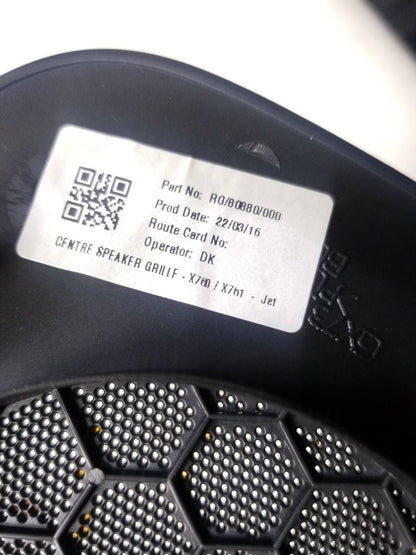 Part No: RG/80880/000
Prod Date: 22/03/16
Route Card No:
Operator: DK
CENTRE SPEAKER GRILLE - X760 / X761 - Jet